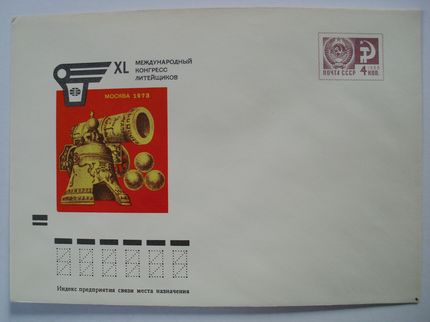 XL МЕЖДУНАРОДНЫЙ
КОНГРЕСС
ЛИТЕЙЩИКОВ
МОСКВА 1973
ПОЧТА СССР 4 КОП.
Индекс предприятия связи места назначения